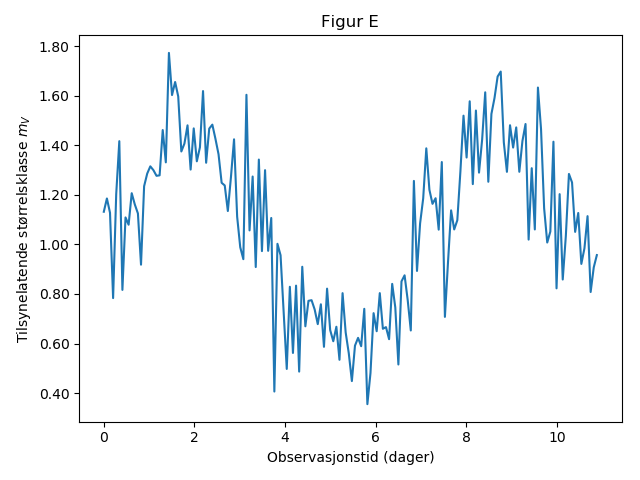 Figur E
Tilsynelatende størrelsklasse $m_V$
1.80
1.60
1.40
1.20
1.00
0.80
0.60
0.40
0 2 4 6 8 10
Observasjonstid (dager)